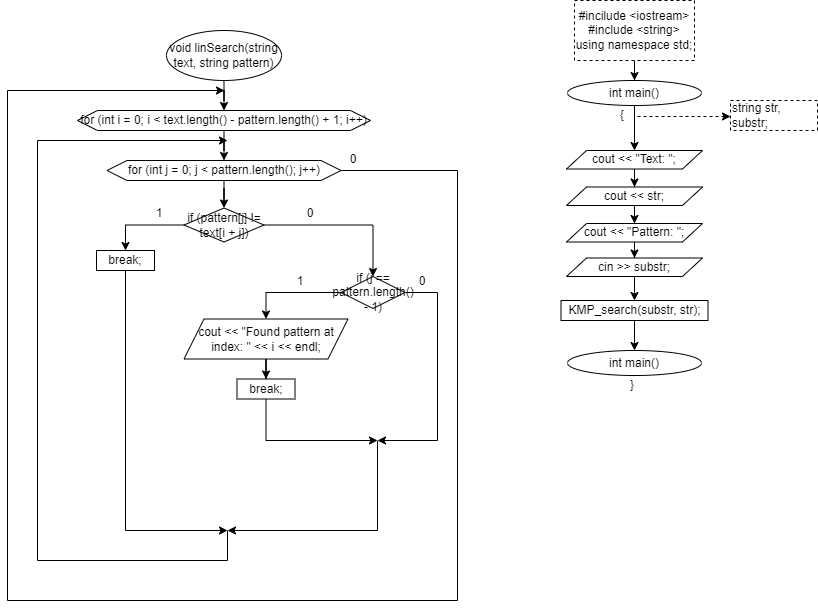 void linSearch(string
text, string pattern)
for (int i = 0; i < text.length() - pattern.length() + 1; i++)
for (int j = 0; j < pattern.length(); j++)
0
if (pattern[j] !=
text[i + j])
1
0
break;
if (j ==
pattern.length()
- 1)
1
0
cout << "Found pattern at
index: " << i << endl;
break;
#incilude <iostream>
#include <string>
using namespace std;
int main()
{
string str,
substr;
cout << "Text: ";
cout << str;
cout << "Pattern: ";
cin >> substr;
KMP_search(substr, str);
int main()
}